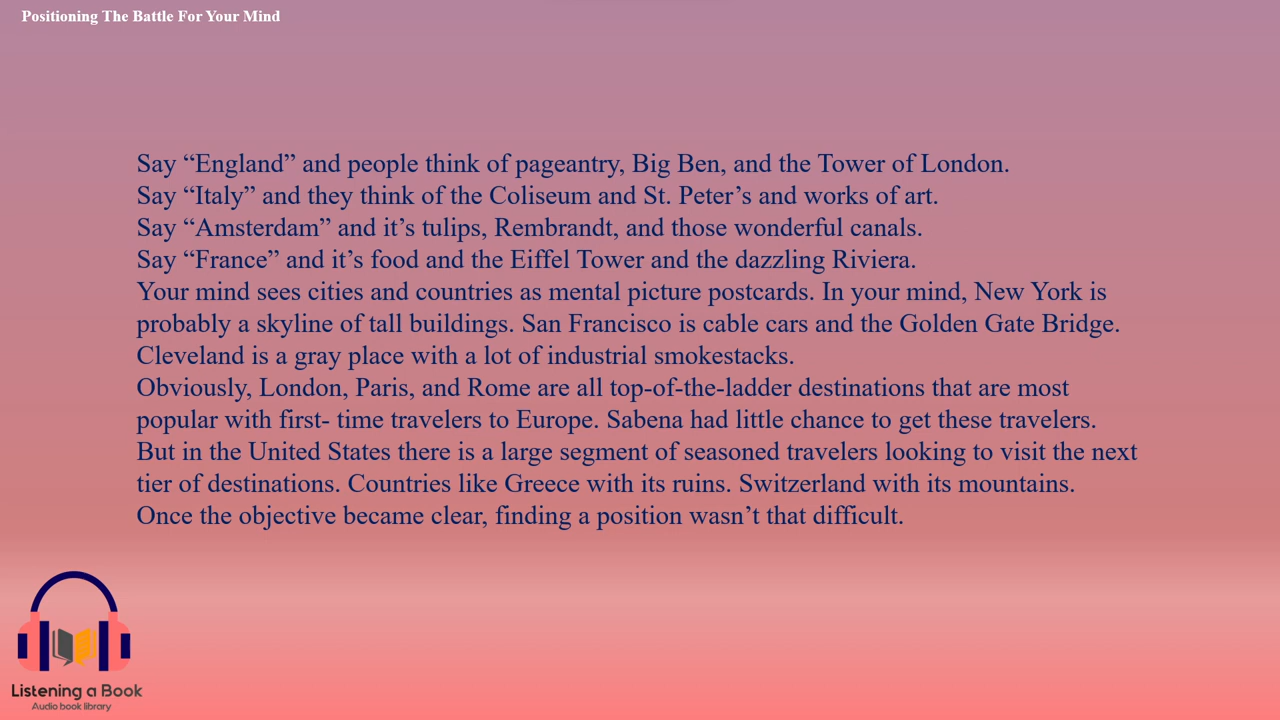 Positioning The Battle For Your Mind
Say “England” and people think of pageantry, Big Ben, and the Tower of London.
Say “Italy” and they think of the Coliseum and St. Peter’s and works of art.
Say “Amsterdam” and it’s tulips, Rembrandt, and those wonderful canals.
Say “France” and it’s food and the Eiffel Tower and the dazzling Riviera.
Your mind sees cities and countries as mental picture postcards. In your mind, New York is
probably a skyline of tall buildings. San Francisco is cable cars and the Golden Gate Bridge.
Cleveland is a gray place with a lot of industrial smokestacks.
Obviously, London, Paris, and Rome are all top-of-the-ladder destinations that are most
popular with first- time travelers to Europe. Sabena had little chance to get these travelers.
But in the United States there is a large segment of seasoned travelers looking to visit the next
tier of destinations. Countries like Greece with its ruins. Switzerland with its mountains.
Once the objective became clear, finding a position wasn’t that difficult.
Listening a Book
Audio book library